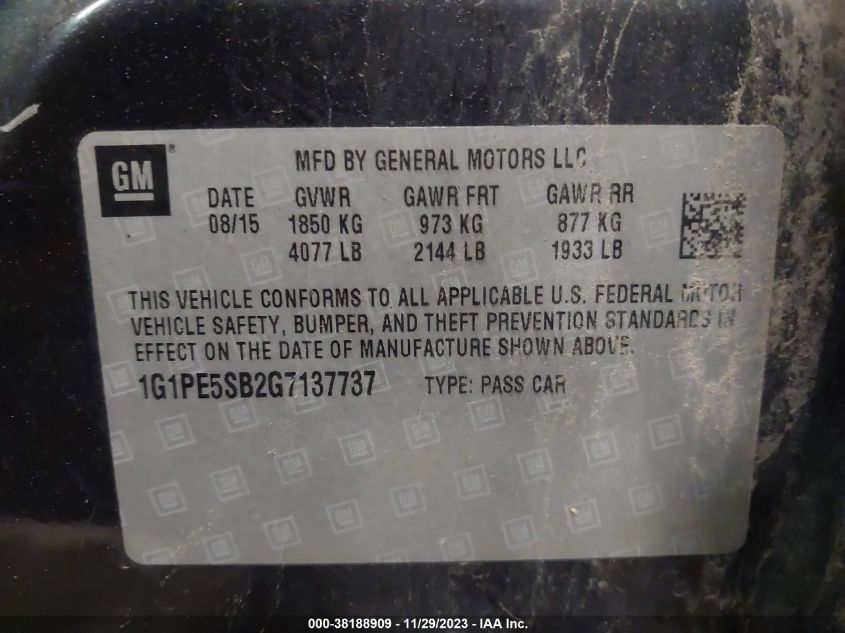 GM®
MFD BY GENERAL MOTORS LLC
DATE GVWR GAWR FRT GAWR RR
08/15 1850 KG 973 KG 877 KG
4077 LB 2144 LB 1933 LB
THIS VEHICLE CONFORMS TO ALL APPLICABLE U.S. FEDERAL MOTOR
VEHICLE SAFETY, BUMPER, AND THEFT PREVENTION STANDARDS IN
EFFECT ON THE DATE OF MANUFACTURE SHOWN ABOVE.
1G1PE5SB2G7137737 TYPE: PASS CAR
000-38188909 - 11/29/2023 - IAA Inc.